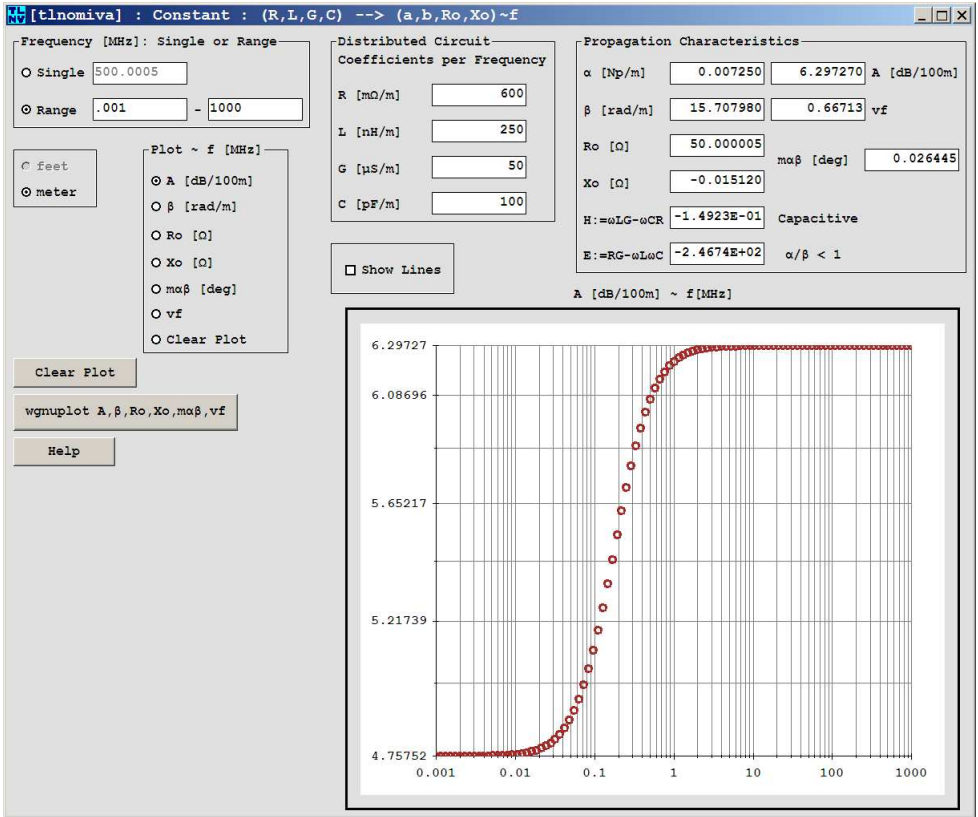 TL NV [tlnomiva] : Constant : (R,L,G,C) --> (a,b,Ro,Xo)~f
Frequency [MHz]: Single or Range
Single 500.0005
Range .001 - 1000
feet
meter
Plot ~ f [MHz]
A [dB/100m]
β [rad/m]
Ro [Ω]
Xo [Ω]
mαβ [deg]
vf
Clear Plot
Clear Plot
wgnuplot A,β,Ro,Xo,mαβ,vf
Help
Distributed Circuit
Coefficients per Frequency
R [mΩ/m] 600
L [nH/m] 250
G [µS/m] 50
C [pF/m] 100
Show Lines
Propagation Characteristics
α [Np/m] 0.007250 6.297270 A [dB/100m]
β [rad/m] 15.707980 0.66713 vf
Ro [Ω] 50.000005
mαβ [deg] 0.026445
Xo [Ω] -0.015120
H:=ωLG-ωCR -1.4923E-01 Capacitive
E:=RG-ωLωC -2.4674E+02 α/β < 1
A [dB/100m] ~ f[MHz]
6.29727
6.08696
5.65217
5.21739
4.75752
0.001 0.01 0.1 1 10 100 1000